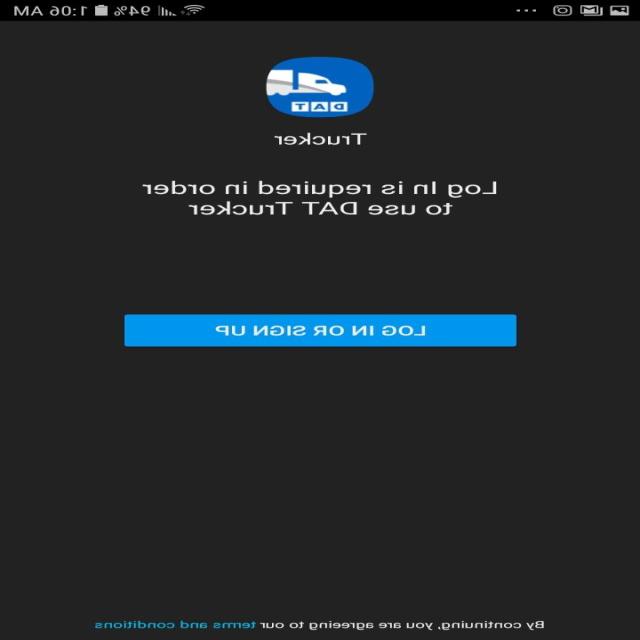 94% 1:06 AM
DAT
Trucker
Log In is required in order
to use DAT Trucker
LOG IN OR SIGN UP
By continuing, you are agreeing to our terms and conditions